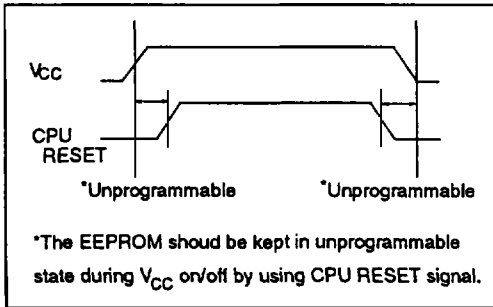 VCC
CPU
RESET
*Unprogrammable *Unprogrammable
*The EEPROM shoud be kept in unprogrammable
state during VCC on/off by using CPU RESET signal.